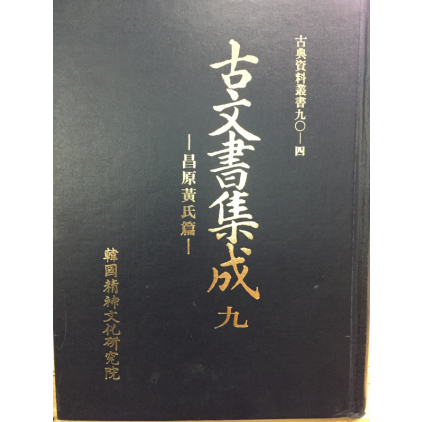 古典資料叢書九〇─四
古文書集成 九
─昌原黃氏篇─
韓國精神文化研究院